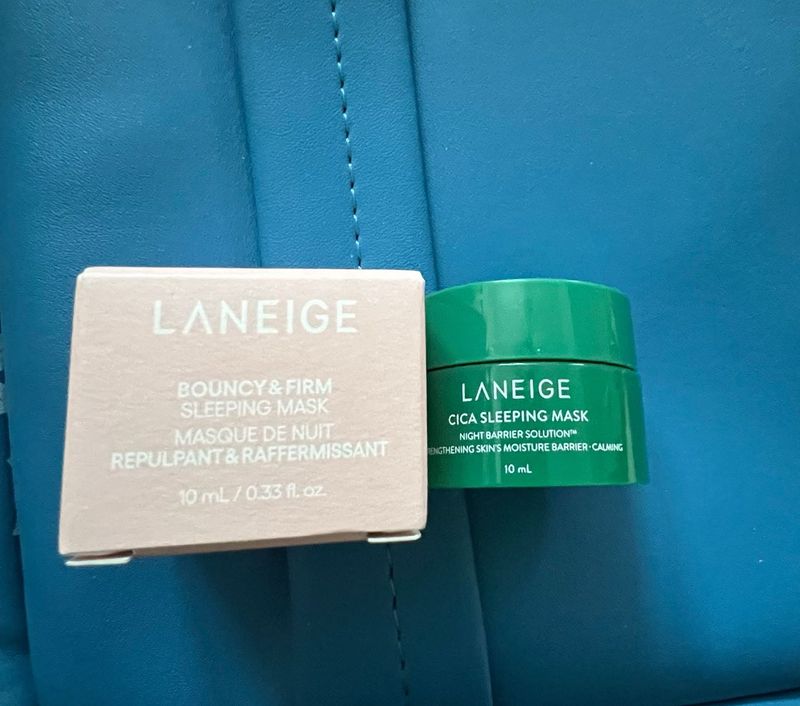 LANEIGE
BOUNCY & FIRM
SLEEPING MASK
MASQUE DE NUIT
REPULPANT & RAFFERMISSANT
10 mL / 0.33 fl. oz.
LANEIGE
CICA SLEEPING MASK
NIGHT BARRIER SOLUTION™
SKIN'S MOISTURE BARRIER · CALMING
10 mL